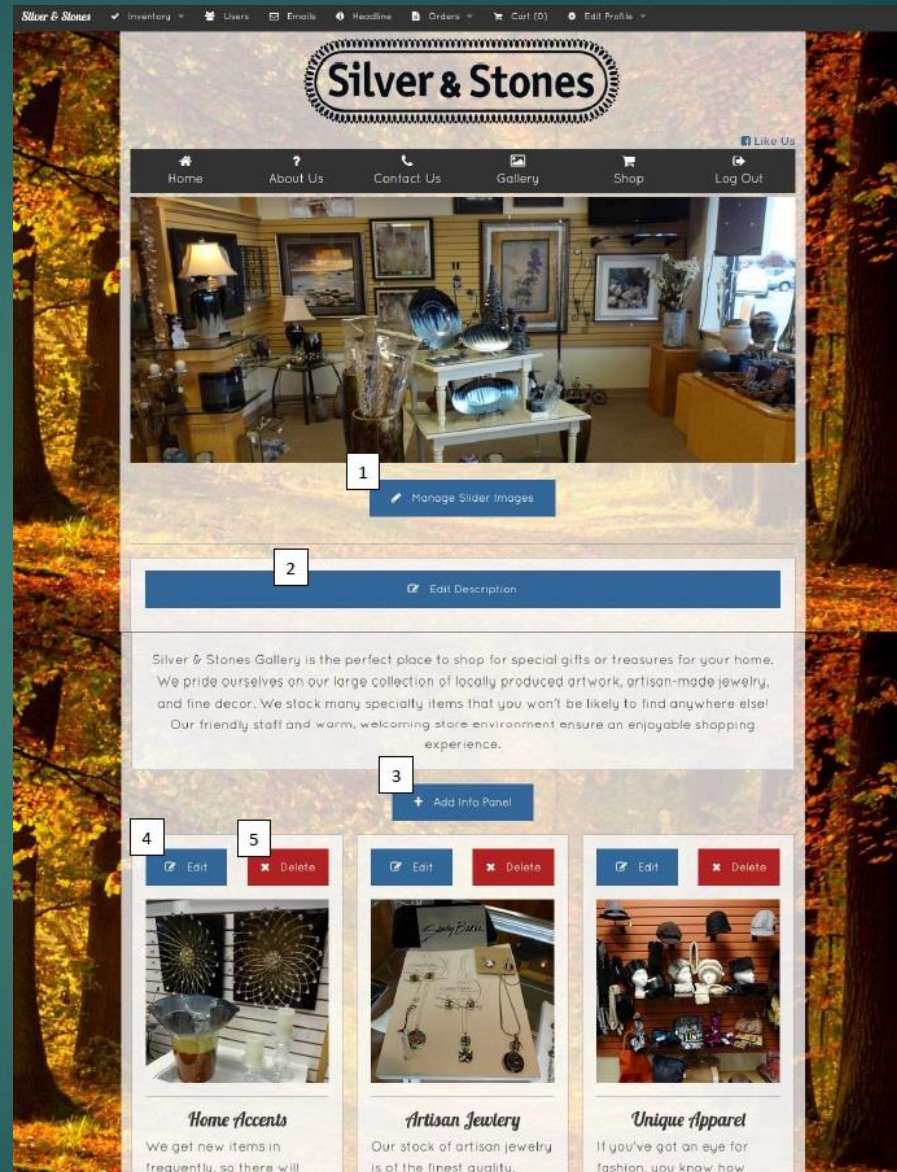 Silver & Stones Inventory Users Emails Headline Orders Cart (0) Edit Profile
Silver & Stones
Like Us
Home About Us Contact Us Gallery Shop Log Out
1
Manage Slider Images
2
Edit Description
Silver & Stones Gallery is the perfect place to shop for special gifts or treasures for your home.
We pride ourselves on our large collection of locally produced artwork, artisan-made jewelry,
and fine decor. We stock many specialty items that you won't be likely to find anywhere else!
Our friendly staff and warm, welcoming store environment ensure an enjoyable shopping
experience.
3
Add Info Panel
4 5
Edit Delete Edit Delete Edit Delete
Sandy Baker
Home Accents
We get new items in
frequently, so there will
Artisan Jewlery
Our stock of artisan jewelry
is of the finest quality.
Unique Apparel
If you've got an eye for
fashion, you know how